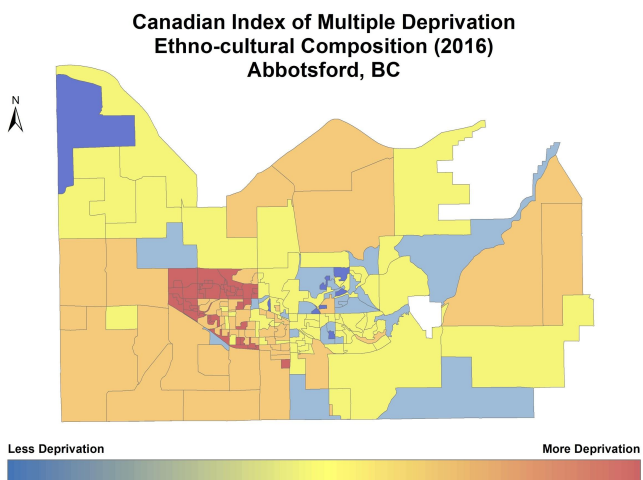 Canadian Index of Multiple Deprivation
Ethno-cultural Composition (2016)
Abbotsford, BC
N
Less Deprivation
More Deprivation